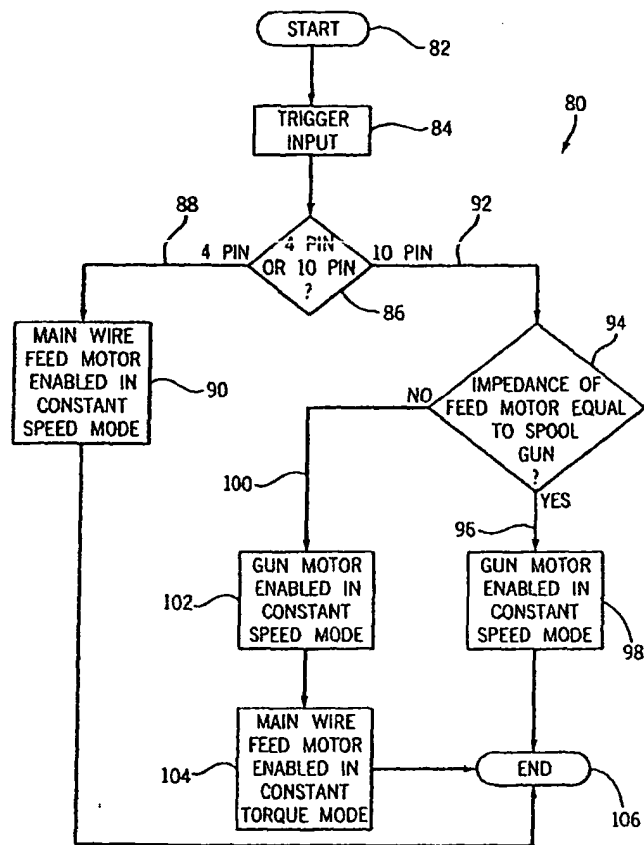 START
82
80
TRIGGER
INPUT
84
88
92
4 PIN
4 PIN
OR 10 PIN
?
10 PIN
86
94
MAIN WIRE
FEED MOTOR
ENABLED IN
CONSTANT
SPEED MODE
90
IMPEDANCE OF
FEED MOTOR EQUAL
TO SPOOL
GUN
?
NO
YES
100
96
GUN MOTOR
ENABLED IN
CONSTANT
SPEED MODE
102
GUN MOTOR
ENABLED IN
CONSTANT
SPEED MODE
98
MAIN WIRE
FEED MOTOR
ENABLED IN
CONSTANT
TORQUE MODE
104
END
106